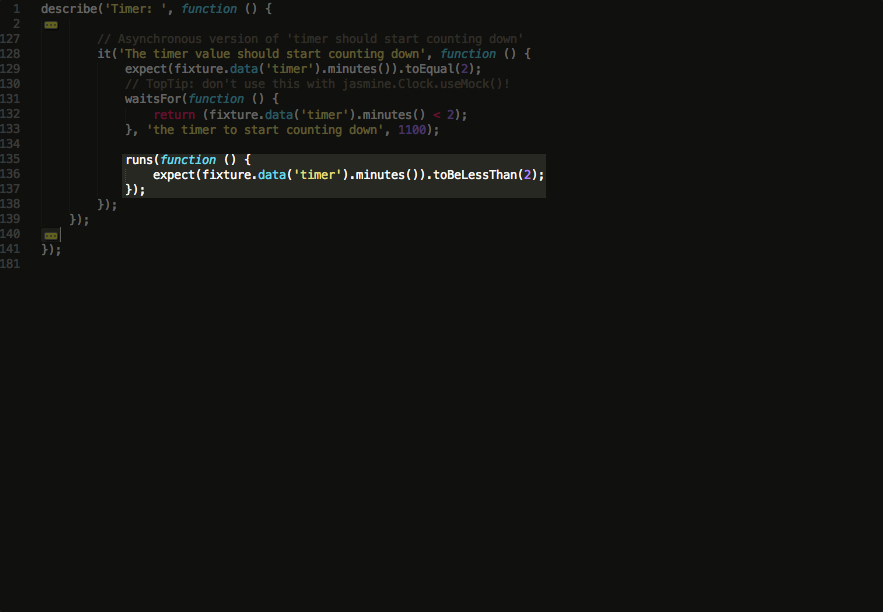 1 describe('Timer: ', function () {
2 ...
127 // Asynchronous version of 'timer should start counting down'
128 it('The timer value should start counting down', function () {
129 expect(fixture.data('timer').minutes()).toEqual(2);
130 // TopTip: don't use this with jasmine.Clock.useMock()!
131 waitsFor(function () {
132 return (fixture.data('timer').minutes() < 2);
133 }, 'the timer to start counting down', 1100);
134
135 runs(function () {
136 expect(fixture.data('timer').minutes()).toBeLessThan(2);
137 });
138 });
139 });
140 ...
141 });
181